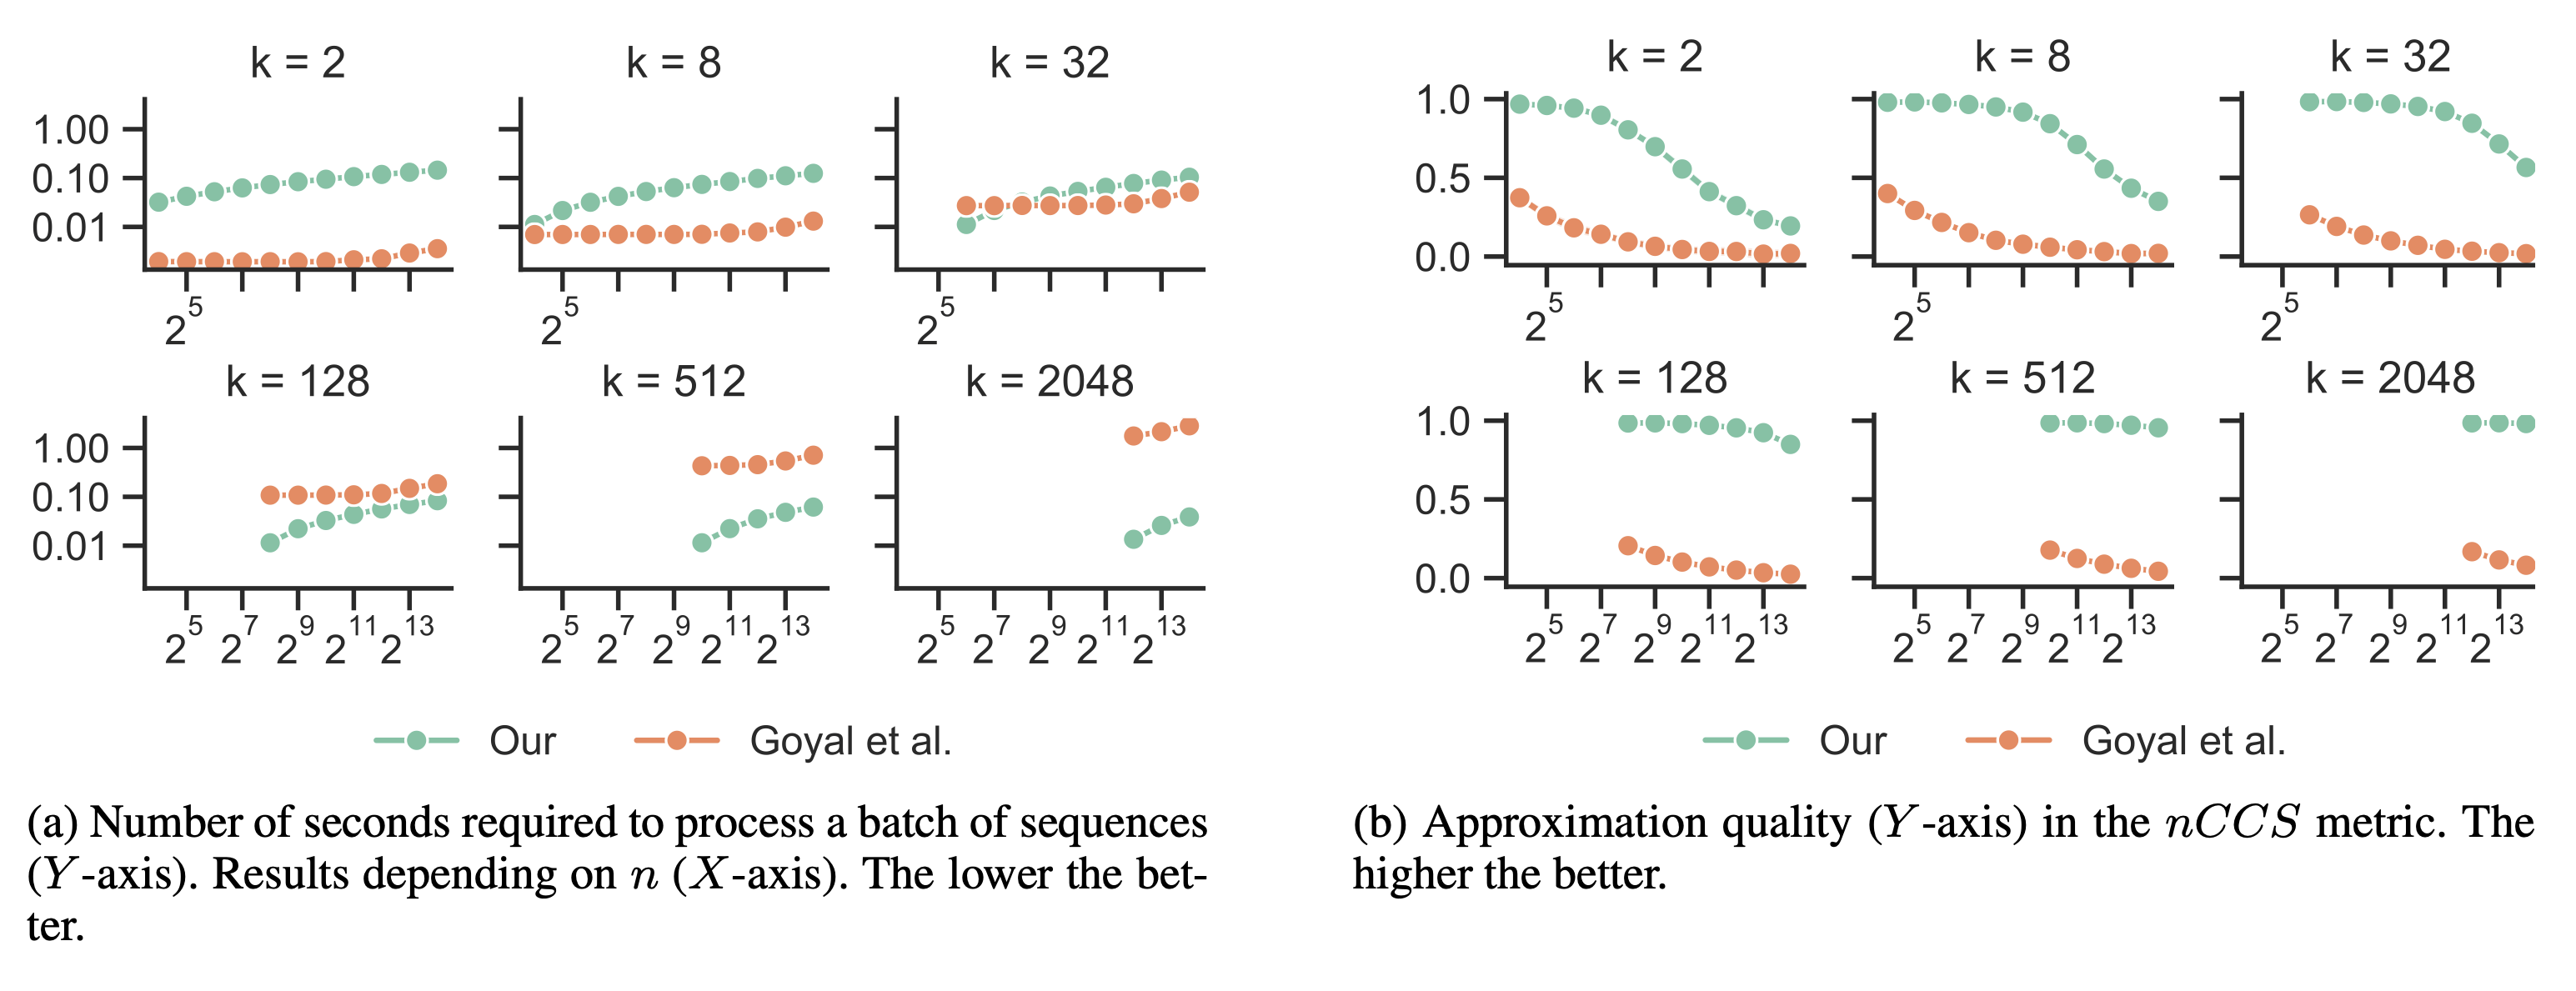 k = 2
k = 8
k = 32
1.00
0.10
0.01
2^5
2^5
2^5
k = 128
k = 512
k = 2048
1.00
0.10
0.01
2^5 2^7 2^9 2^11 2^13
2^5 2^7 2^9 2^11 2^13
2^5 2^7 2^9 2^11 2^13
Our
Goyal et al.
(a) Number of seconds required to process a batch of sequences
(Y-axis). Results depending on n (X-axis). The lower the bet-
ter.
k = 2
k = 8
k = 32
1.0
0.5
0.0
2^5
2^5
2^5
k = 128
k = 512
k = 2048
1.0
0.5
0.0
2^5 2^7 2^9 2^11 2^13
2^5 2^7 2^9 2^11 2^13
2^5 2^7 2^9 2^11 2^13
Our
Goyal et al.
(b) Approximation quality (Y-axis) in the nCCS metric. The
higher the better.